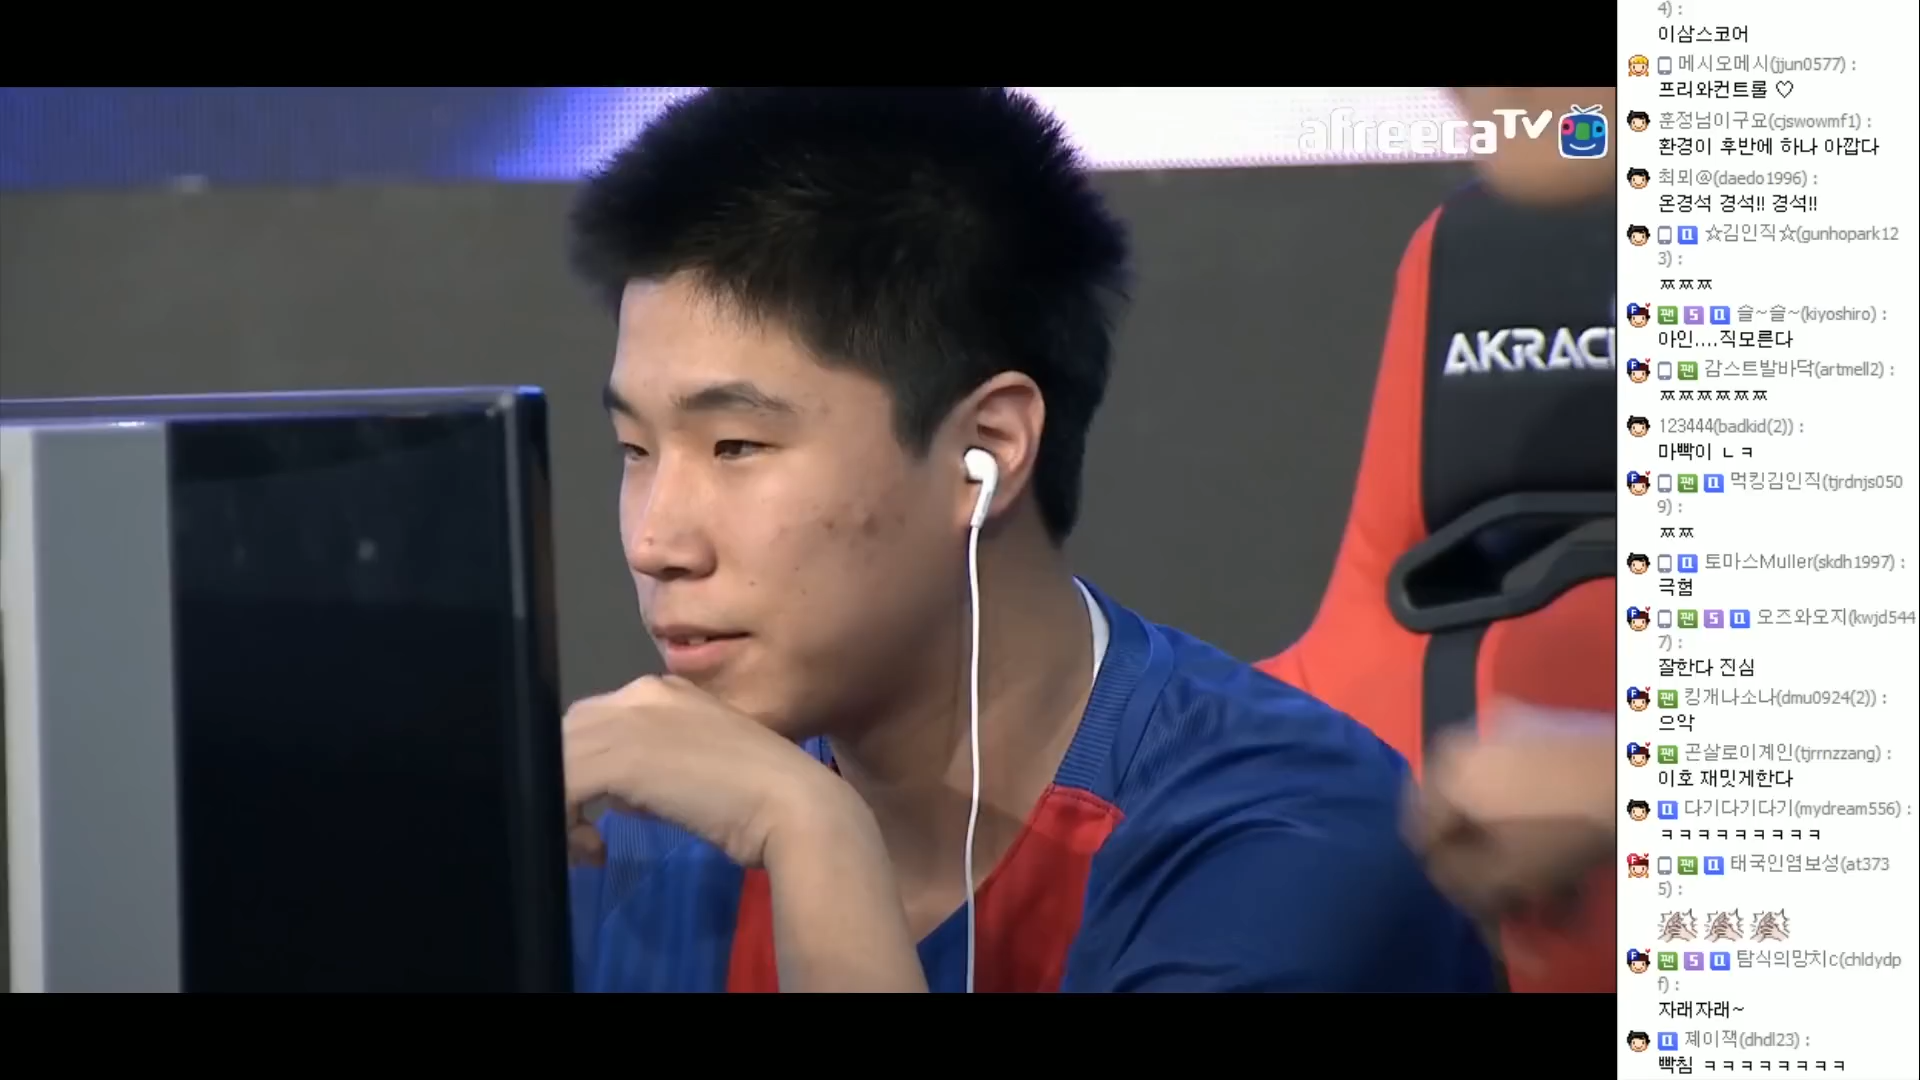 afreecaTV
AKRACI
4) :
이삼스코어
메시오메시(jjun0577) :
프리와컨트롤 ♡
훈정넘이구요(cjswowmf1) :
환경이 후반에 하나 아깝다
최뫼@(daedo1996) :
온경석 경석!! 경석!!
☆김인직☆(gunhopark12
3) :
ㅉㅉㅉ
팬 S 슬~슬~(kiyoshiro) :
아인....직모른다
팬 감스트발바닥(artmell2) :
ㅉㅉㅉㅉㅉㅉ
123444(badkid(2)) :
마빡이 ㄴㅋ
팬 먹킹김인직(tjrdnjs050
9) :
ㅉㅉ
토마스Muller(skdh1997) :
극혐
팬 S 오즈와모지(kwjd544
7) :
잘한다 진심
팬 킹개나소나(dmu0924(2)) :
으악
팬 곤살로이계인(tjrrnzzang) :
이호 재밋게한다
다기다기다기(mydream556) :
ㅋㅋㅋㅋㅋㅋㅋㅋㅋ
팬 태국인염보성(at373
5) :
팬 S 탐식의망치c(chldydp
f) :
자래자래~
제이잭(dhdl23) :
빡침 ㅋㅋㅋㅋㅋㅋㅋㅋ